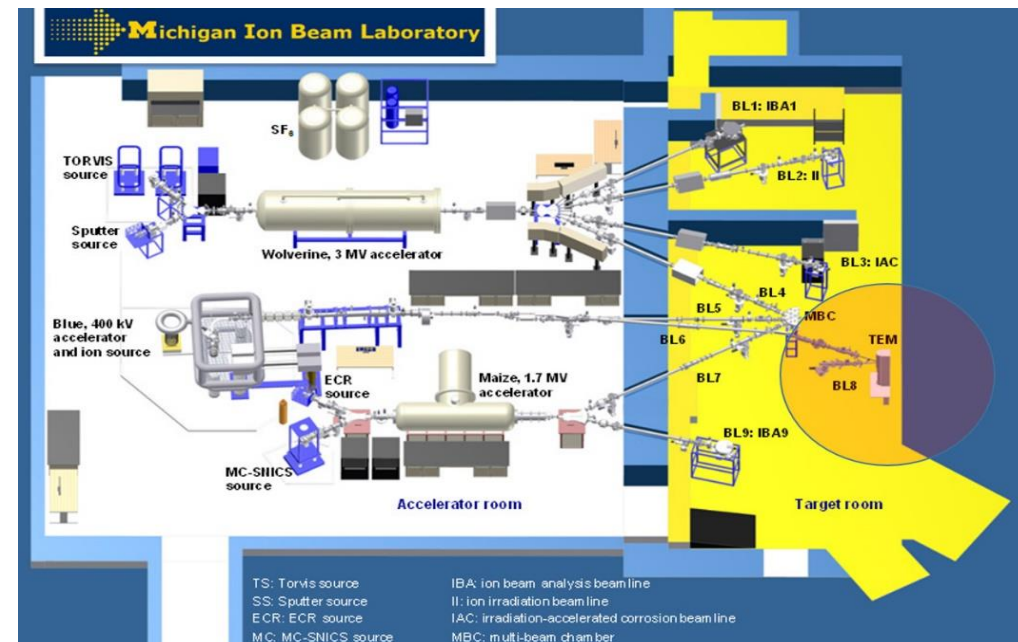 Michigan Ion Beam Laboratory
SF6
BL1: IBA1
TORVIS
source
BL2: II
Sputter
source
Wolverine, 3 MV accelerator
BL3: IAC
BL4
BL5
MBC
Blue, 400 kV
accelerator
and ion source
BL6
TEM
ECR
source
Maize, 1.7 MV
accelerator
BL7
BL8
BL9: IBA9
MC-SNICS
source
Accelerator room
Target room
TS: Torvis source
SS: Sputter source
ECR: ECR source
MC: MC-SNICS source
IBA: ion beam analysis beamline
II: ion irradiation beamline
IAC: irradiation-accelerated corrosion beamline
MBC: multi-beam chamber